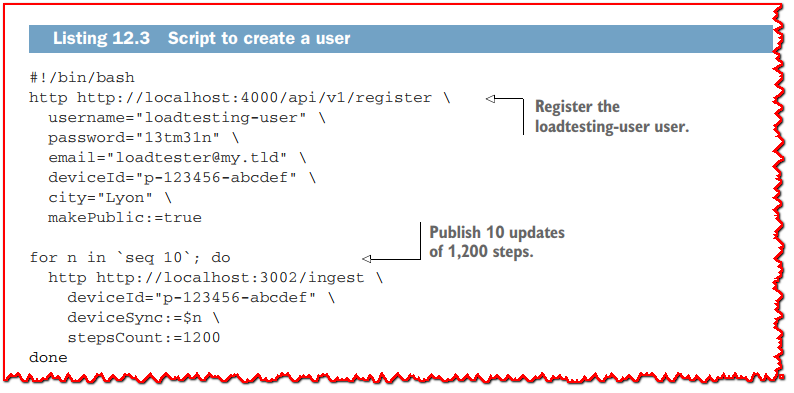 Listing 12.3 Script to create a user
#!/bin/bash
http http://localhost:4000/api/v1/register \
  username="loadtesting-user" \
  password="13tm31n" \
  email="loadtester@my.tld" \
  deviceId="p-123456-abcdef" \
  city="Lyon" \
  makePublic:=true
Register the
loadtesting-user user.
for n in `seq 10`; do
  http http://localhost:3002/ingest \
    deviceId="p-123456-abcdef" \
    deviceSync:=$n \
    stepsCount:=1200
done
Publish 10 updates
of 1,200 steps.